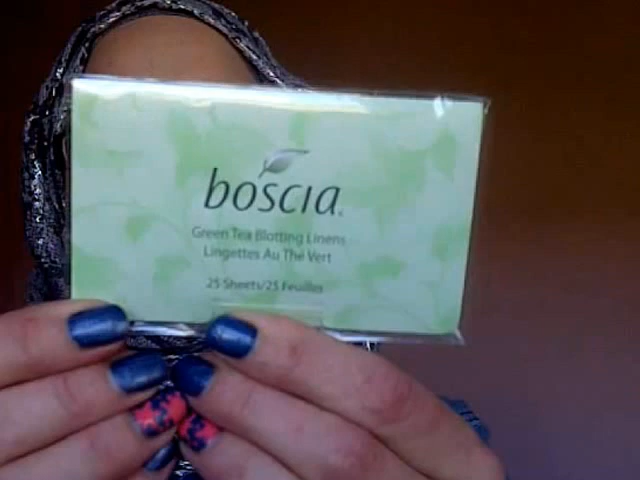 boscia
Green Tea Blotting Linens
Lingettes Au Thé Vert
25 Sheets/25 Feuilles